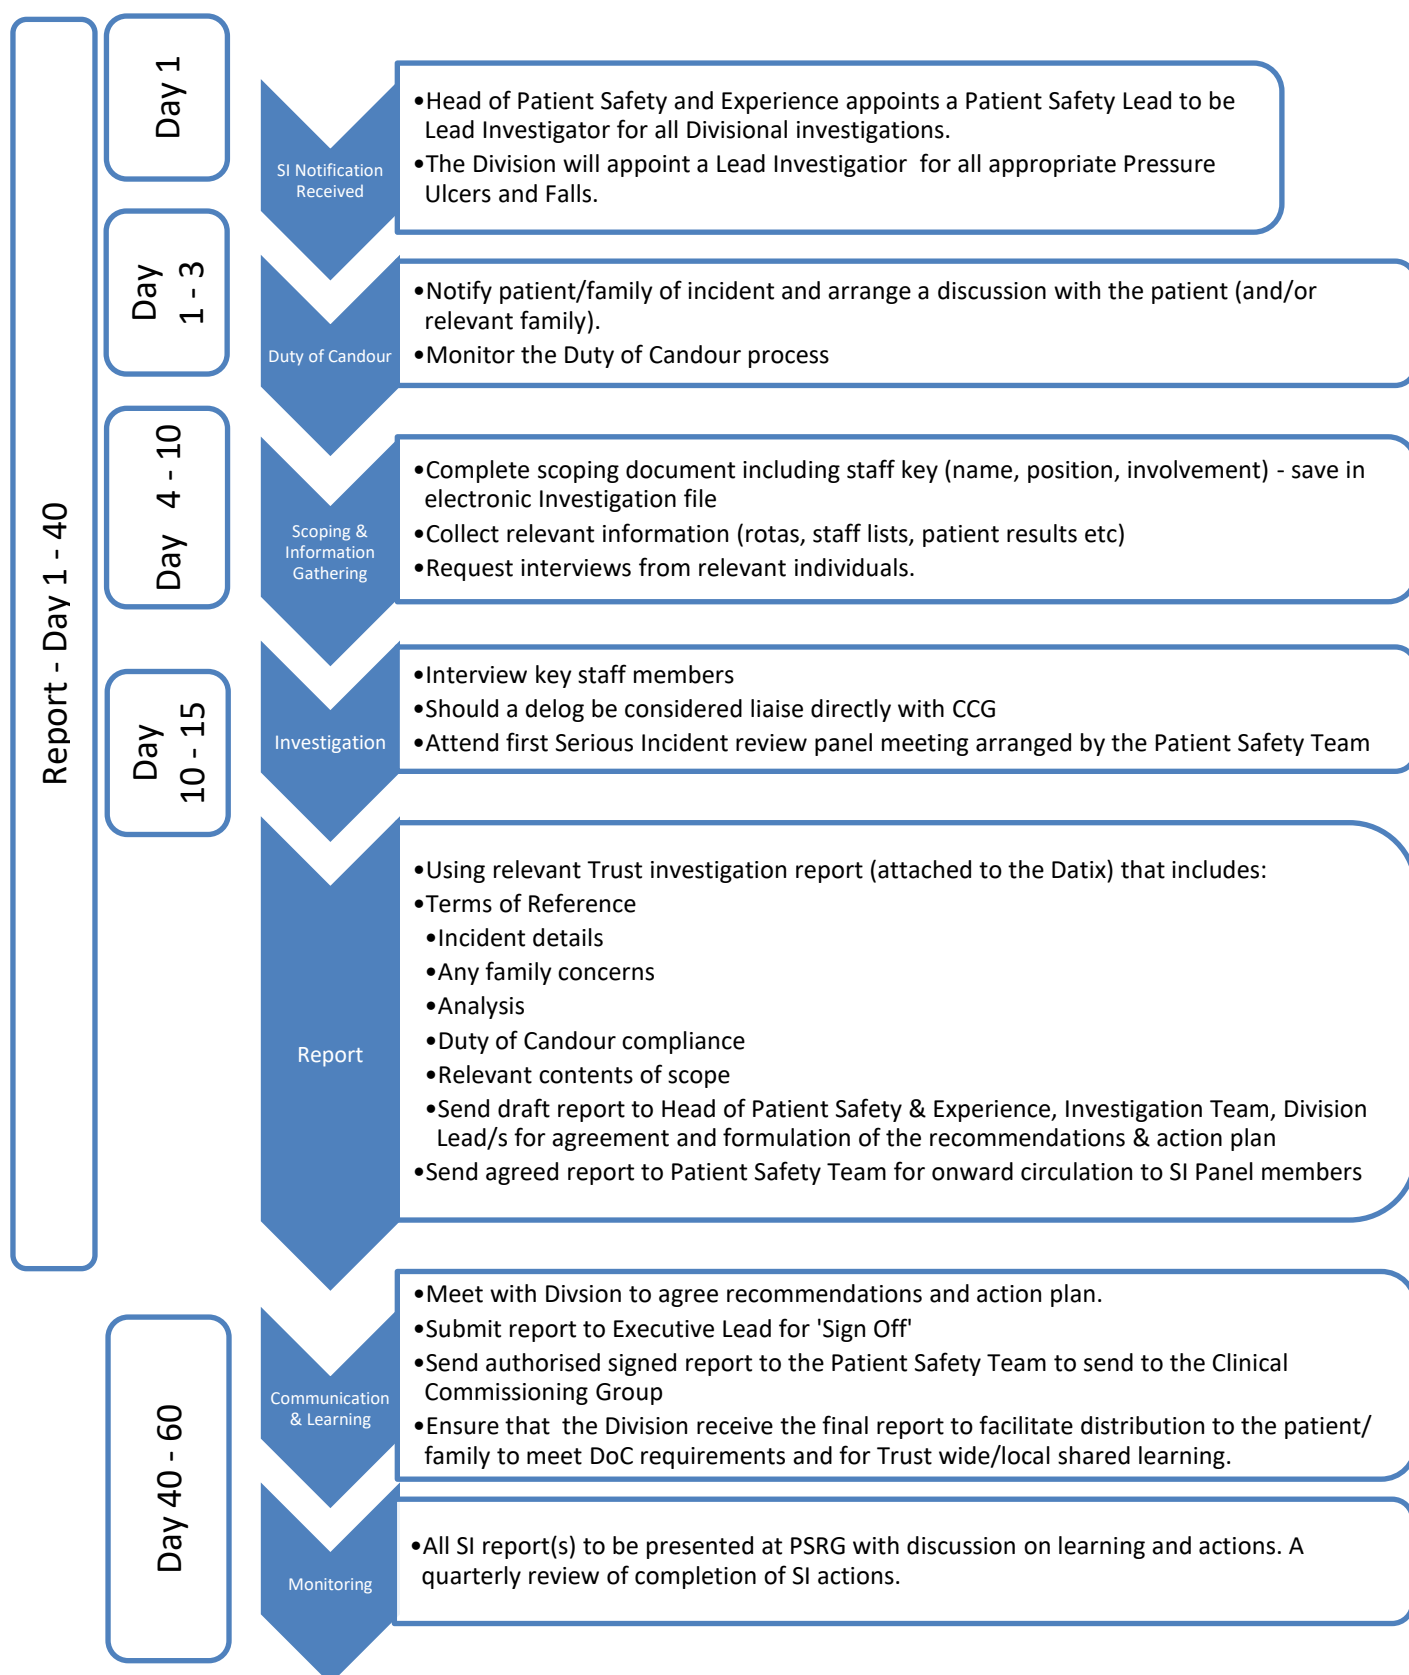 Report - Day 1 - 40
Day 1
SI Notification
Received
•Head of Patient Safety and Experience appoints a Patient Safety Lead to be
Lead Investigator for all Divisional investigations.
•The Division will appoint a Lead Investigatior  for all appropriate Pressure
Ulcers and Falls.
Day
1 - 3
Duty of Candour
•Notify patient/family of incident and arrange a discussion with the patient (and/or
relevant family).
•Monitor the Duty of Candour process
Day  4 - 10
Scoping &
Information
Gathering
•Complete scoping document including staff key (name, position, involvement) - save in
electronic Investigation file
•Collect relevant information (rotas, staff lists, patient results etc)
•Request interviews from relevant individuals.
Day
10 - 15
Investigation
•Interview key staff members
•Should a delog be considered liaise directly with CCG
•Attend first Serious Incident review panel meeting arranged by the Patient Safety Team
Report
•Using relevant Trust investigation report (attached to the Datix) that includes:
•Terms of Reference
•Incident details
•Any family concerns
•Analysis
•Duty of Candour compliance
•Relevant contents of scope
•Send draft report to Head of Patient Safety & Experience, Investigation Team, Division
Lead/s for agreement and formulation of the recommendations & action plan
•Send agreed report to Patient Safety Team for onward circulation to SI Panel members
Day 40 - 60
Communication
& Learning
•Meet with Divsion to agree recommendations and action plan.
•Submit report to Executive Lead for 'Sign Off'
•Send authorised signed report to the Patient Safety Team to send to the Clinical
Commissioning Group
•Ensure that  the Division receive the final report to facilitate distribution to the patient/
family to meet DoC requirements and for Trust wide/local shared learning.
Monitoring
•All SI report(s) to be presented at PSRG with discussion on learning and actions. A
quarterly review of completion of SI actions.